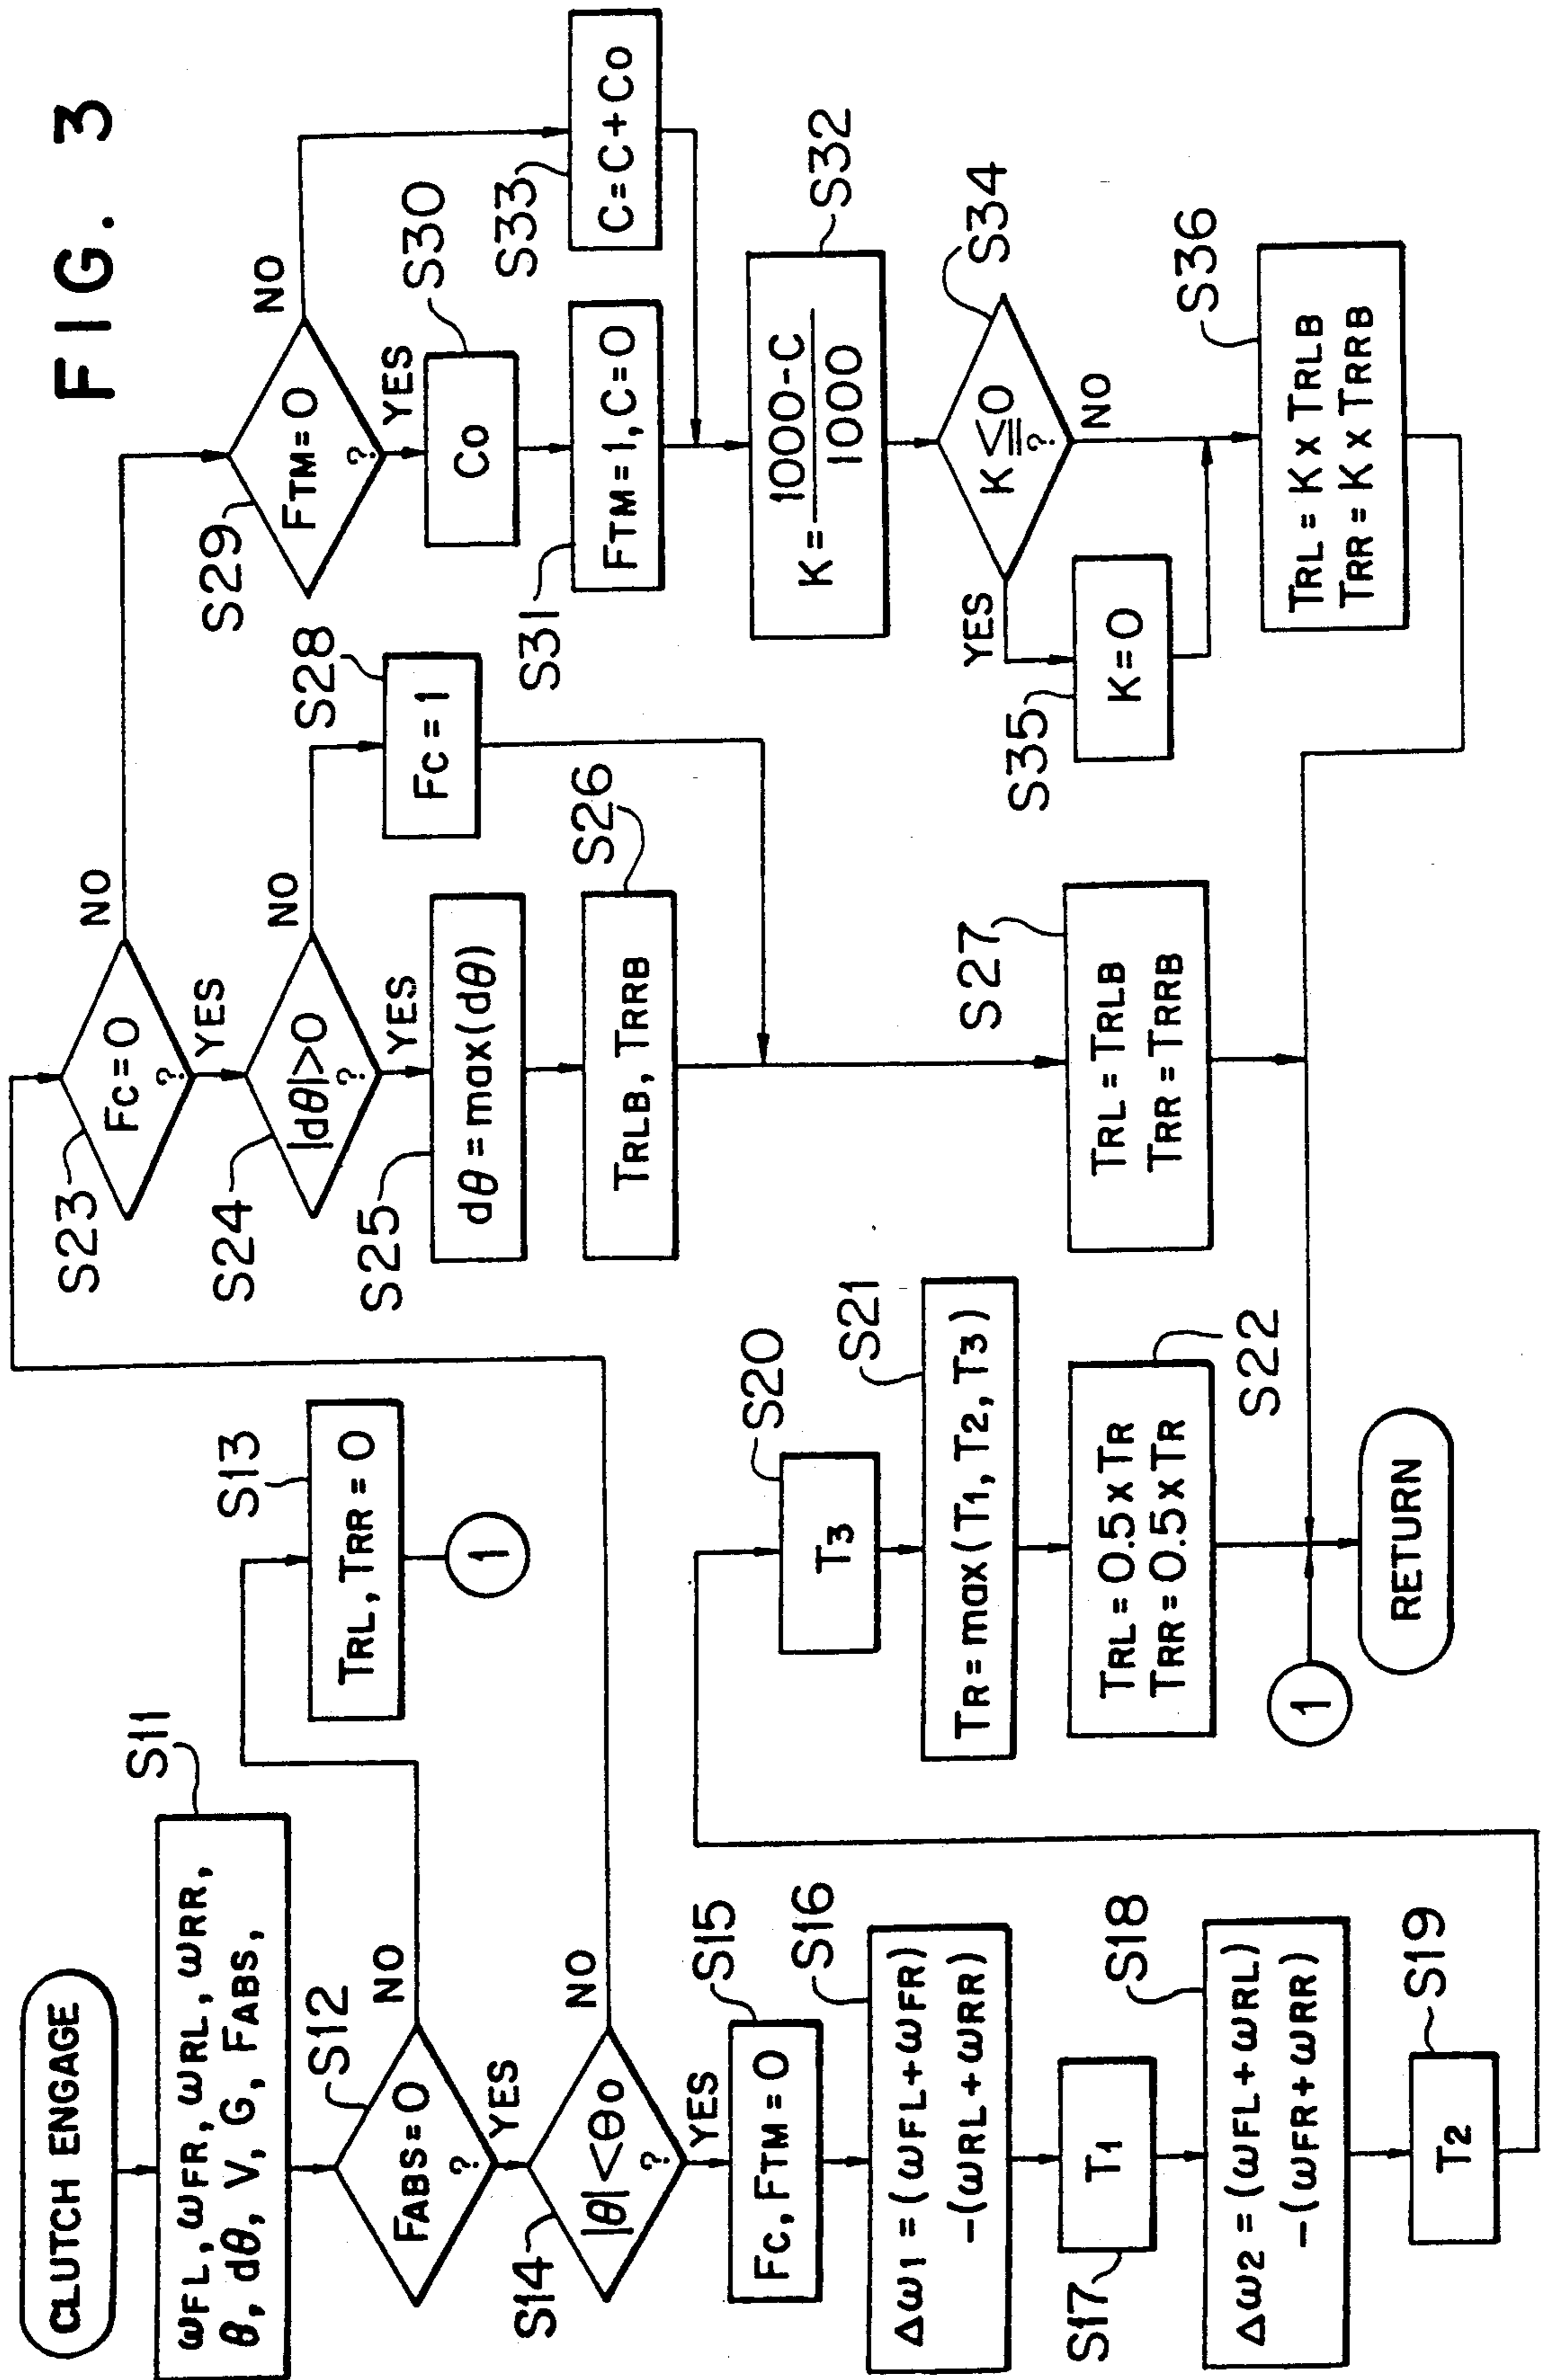 FIG. 3
CLUTCH ENGAGE
S11
ωFL, ωFR, ωRL, ωRR,
θ, dθ, V, G, FABS,
S12
FABS=0
?
NO
YES
S13
TRL, TRR = 0
1
S14
|θ|<θo
?
NO
YES
S15
Fc, FTM = 0
S16
Δω1 = (ωFL+ωFR)
-(ωRL+ωRR)
S17
T1
S18
Δω2 = (ωFL+ωRL)
-(ωFR+ωRR)
S19
T2
S20
T3
S21
TR = max(T1, T2, T3)
S22
TRL = 0.5xTR
TRR = 0.5xTR
1
RETURN
S23
Fc=0
?
NO
YES
S24
|dθ|>0
?
NO
YES
S25
dθ = max(dθ)
S26
TRLB, TRRB
S27
TRL = TRLB
TRR = TRRB
S28
Fc = 1
S29
FTM=0
?
NO
YES
S30
Co
S31
FTM=1, C=0
S33
C=C+Co
S32
K= 1000-C
1000
S34
K≦0
?
YES
NO
S35
K=0
S36
TRL = K x TRLB
TRR = K x TRRB